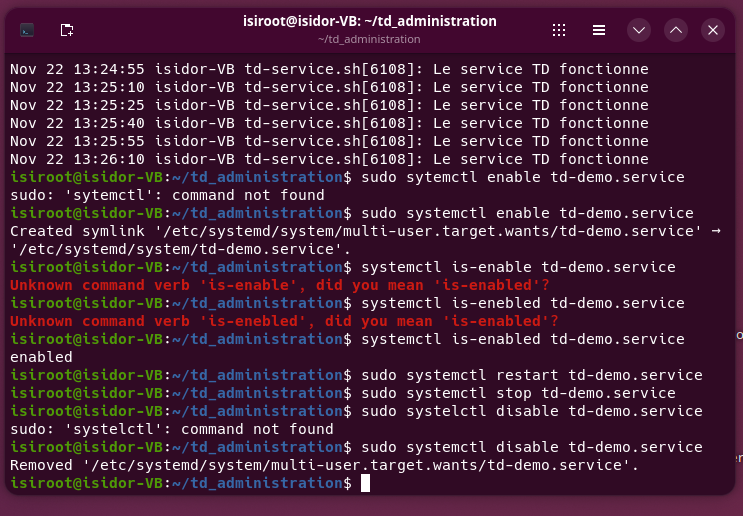 isiroot@isidor-VB: ~/td_administration
~/td_administration
Nov 22 13:24:55 isidor-VB td-service.sh[6108]: Le service TD fonctionne
Nov 22 13:25:10 isidor-VB td-service.sh[6108]: Le service TD fonctionne
Nov 22 13:25:25 isidor-VB td-service.sh[6108]: Le service TD fonctionne
Nov 22 13:25:40 isidor-VB td-service.sh[6108]: Le service TD fonctionne
Nov 22 13:25:55 isidor-VB td-service.sh[6108]: Le service TD fonctionne
Nov 22 13:26:10 isidor-VB td-service.sh[6108]: Le service TD fonctionne
isiroot@isidor-VB:~/td_administration$ sudo sytemctl enable td-demo.service
sudo: 'sytemctl': command not found
isiroot@isidor-VB:~/td_administration$ sudo systemctl enable td-demo.service
Created symlink '/etc/systemd/system/multi-user.target.wants/td-demo.service' →
'/etc/systemd/system/td-demo.service'.
isiroot@isidor-VB:~/td_administration$ systemctl is-enable td-demo.service
Unknown command verb 'is-enable', did you mean 'is-enabled'?
isiroot@isidor-VB:~/td_administration$ systemctl is-enebled td-demo.service
Unknown command verb 'is-enebled', did you mean 'is-enabled'?
isiroot@isidor-VB:~/td_administration$ systemctl is-enabled td-demo.service
enabled
isiroot@isidor-VB:~/td_administration$ sudo systemctl restart td-demo.service
isiroot@isidor-VB:~/td_administration$ sudo systemctl stop td-demo.service
isiroot@isidor-VB:~/td_administration$ sudo systelctl disable td-demo.service
sudo: 'systelctl': command not found
isiroot@isidor-VB:~/td_administration$ sudo systemctl disable td-demo.service
Removed '/etc/systemd/system/multi-user.target.wants/td-demo.service'.
isiroot@isidor-VB:~/td_administration$